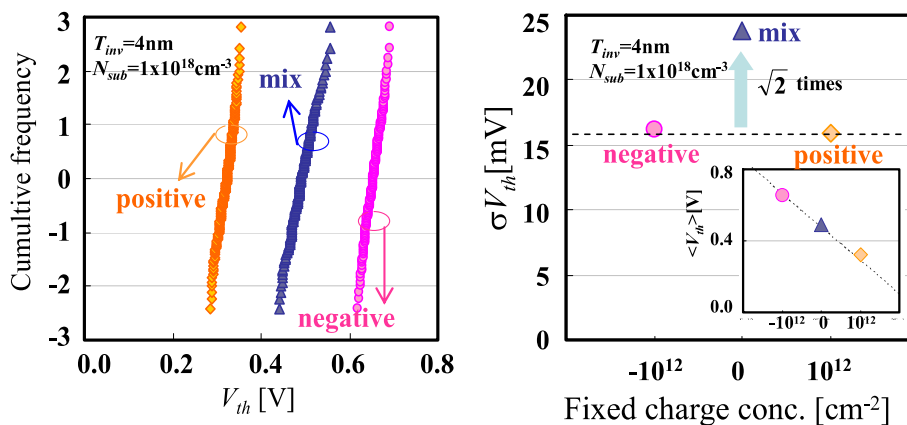 3
2
1
0
-1
-2
-3
Cumultive frequency
T_inv=4nm
N_sub=1x10^18cm^-3
mix
positive
negative
0.0 0.2 0.4 0.6 0.8
V_th [V]
25
20
15
10
5
0
σV_th[mV]
T_inv=4nm
N_sub=1x10^18cm^-3
mix
√2 times
negative
positive
0.8
0.4
0.0
<V_th>[V]
-10^12 0 10^12
-10^12 0 10^12
Fixed charge conc. [cm^-2]